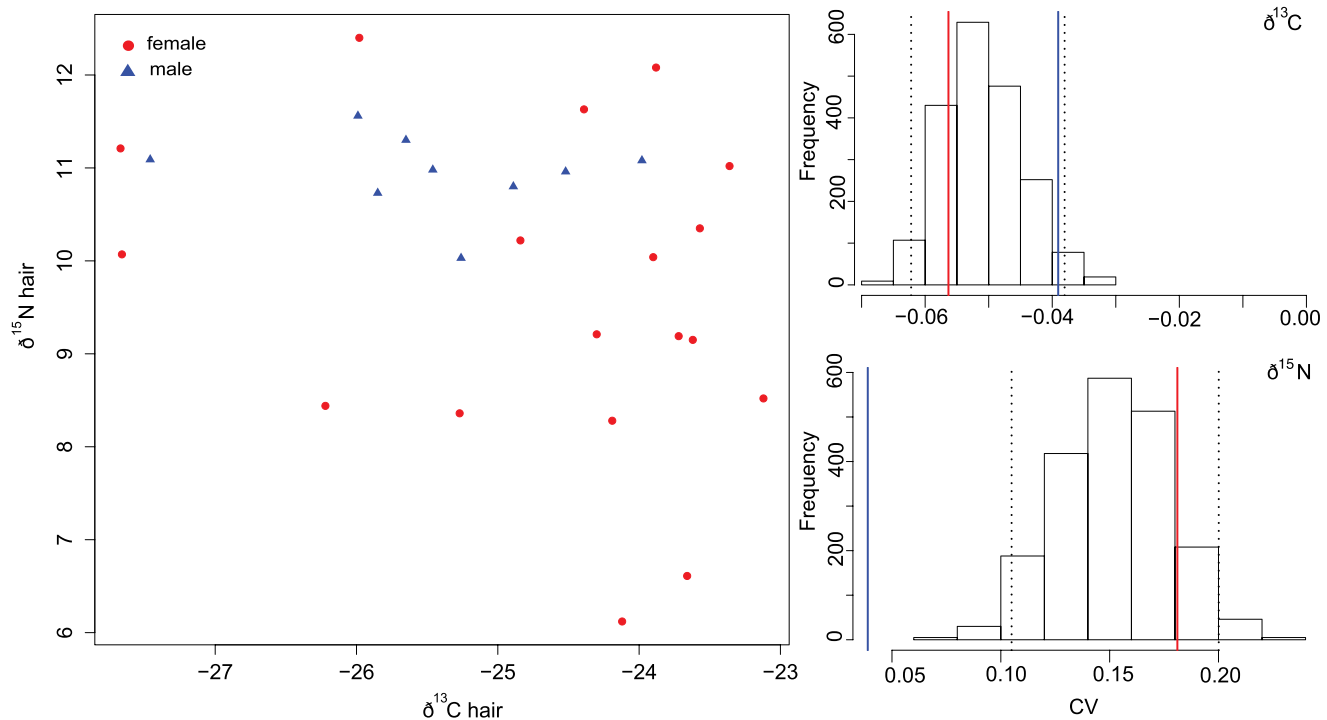 female
male
12
11
10
9
8
7
6
ð15N hair
−27 −26 −25 −24 −23
ð13C hair
ð13C
600
400
200
0
Frequency
−0.06 −0.04 −0.02 0.00
ð15N
600
400
200
0
Frequency
0.05 0.10 0.15 0.20
CV